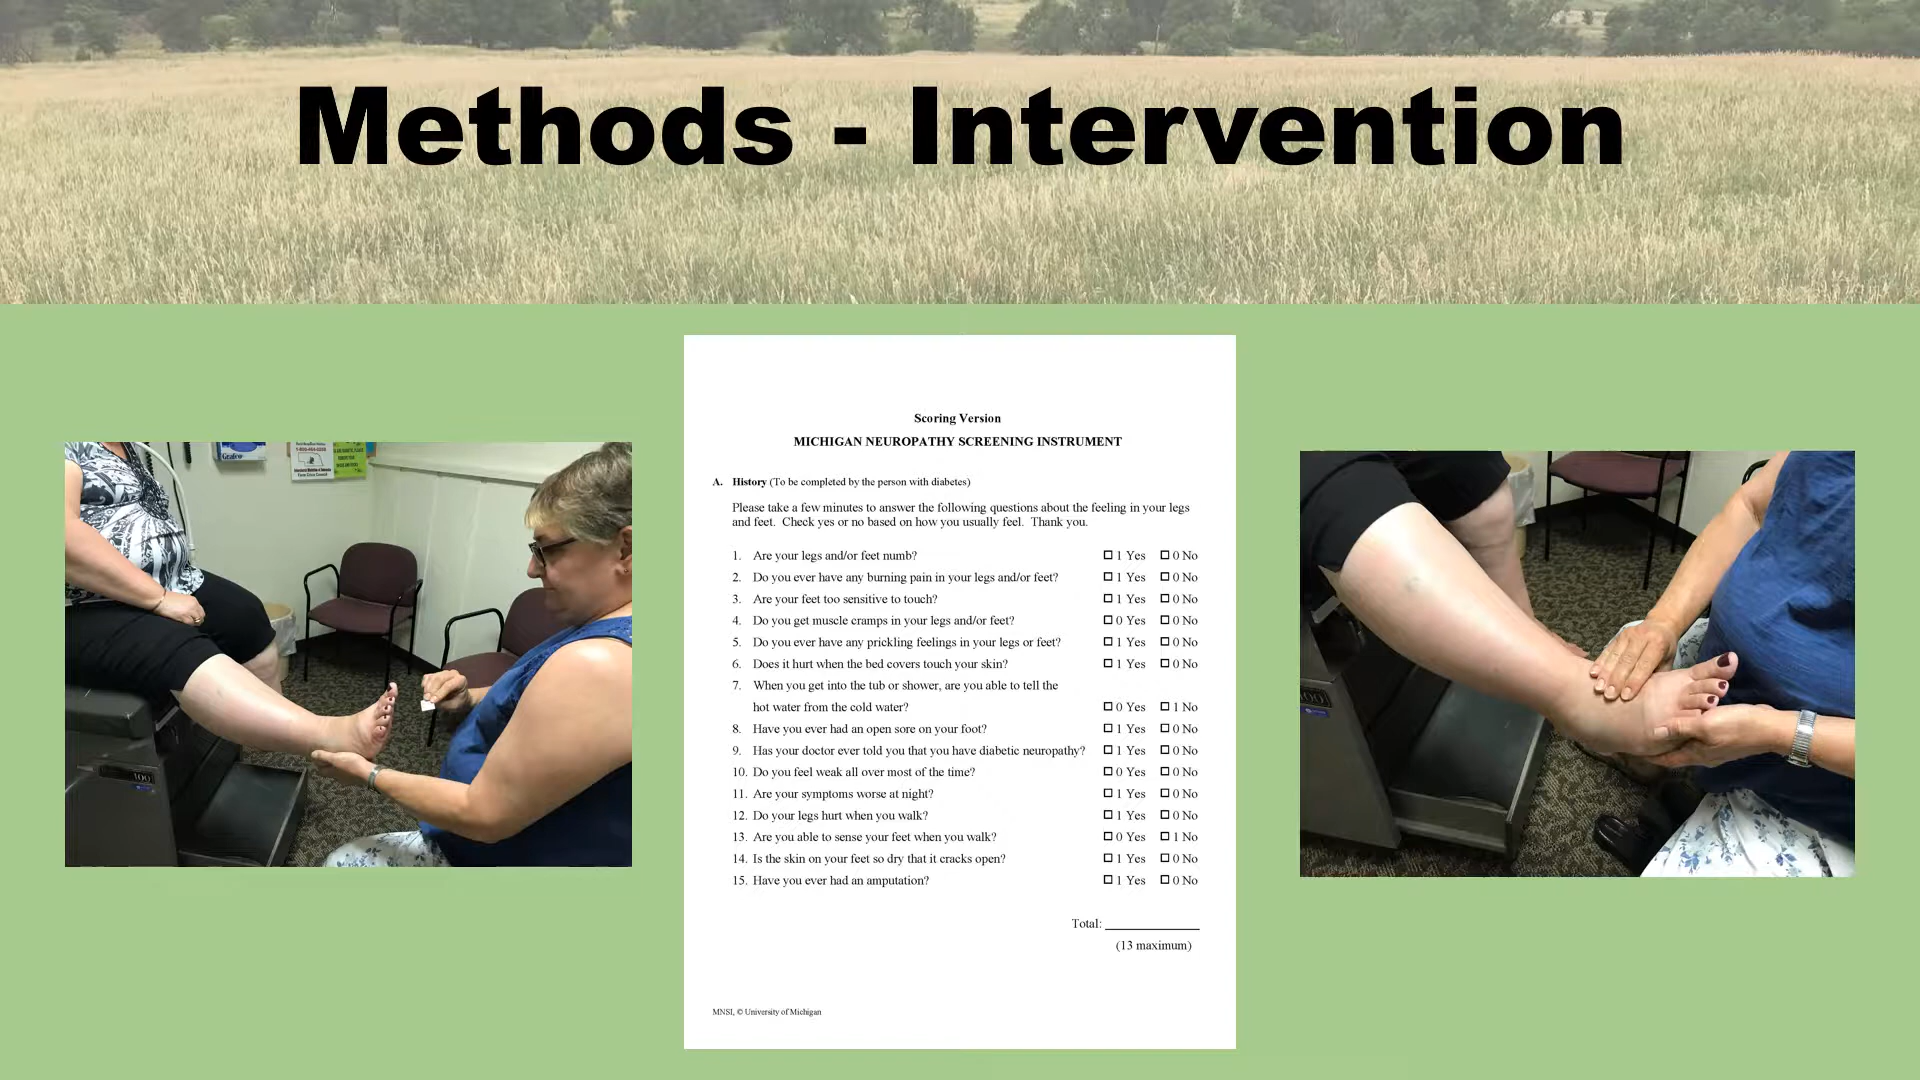 Methods - Intervention
Scoring Version
MICHIGAN NEUROPATHY SCREENING INSTRUMENT
A. History (To be completed by the person with diabetes)
Please take a few minutes to answer the following questions about the feeling in your legs
and feet. Check yes or no based on how you usually feel. Thank you.
1. Are your legs and/or feet numb? ☐ 1 Yes ☐ 0 No
2. Do you ever have any burning pain in your legs and/or feet? ☐ 1 Yes ☐ 0 No
3. Are your feet too sensitive to touch? ☐ 1 Yes ☐ 0 No
4. Do you get muscle cramps in your legs and/or feet? ☐ 0 Yes ☐ 0 No
5. Do you ever have any prickling feelings in your legs or feet? ☐ 1 Yes ☐ 0 No
6. Does it hurt when the bed covers touch your skin? ☐ 1 Yes ☐ 0 No
7. When you get into the tub or shower, are you able to tell the
hot water from the cold water? ☐ 0 Yes ☐ 1 No
8. Have you ever had an open sore on your foot? ☐ 1 Yes ☐ 0 No
9. Has your doctor ever told you that you have diabetic neuropathy? ☐ 1 Yes ☐ 0 No
10. Do you feel weak all over most of the time? ☐ 0 Yes ☐ 0 No
11. Are your symptoms worse at night? ☐ 1 Yes ☐ 0 No
12. Do your legs hurt when you walk? ☐ 1 Yes ☐ 0 No
13. Are you able to sense your feet when you walk? ☐ 0 Yes ☐ 1 No
14. Is the skin on your feet so dry that it cracks open? ☐ 1 Yes ☐ 0 No
15. Have you ever had an amputation? ☐ 1 Yes ☐ 0 No
Total: ____________
(13 maximum)
MNSI, © University of Michigan